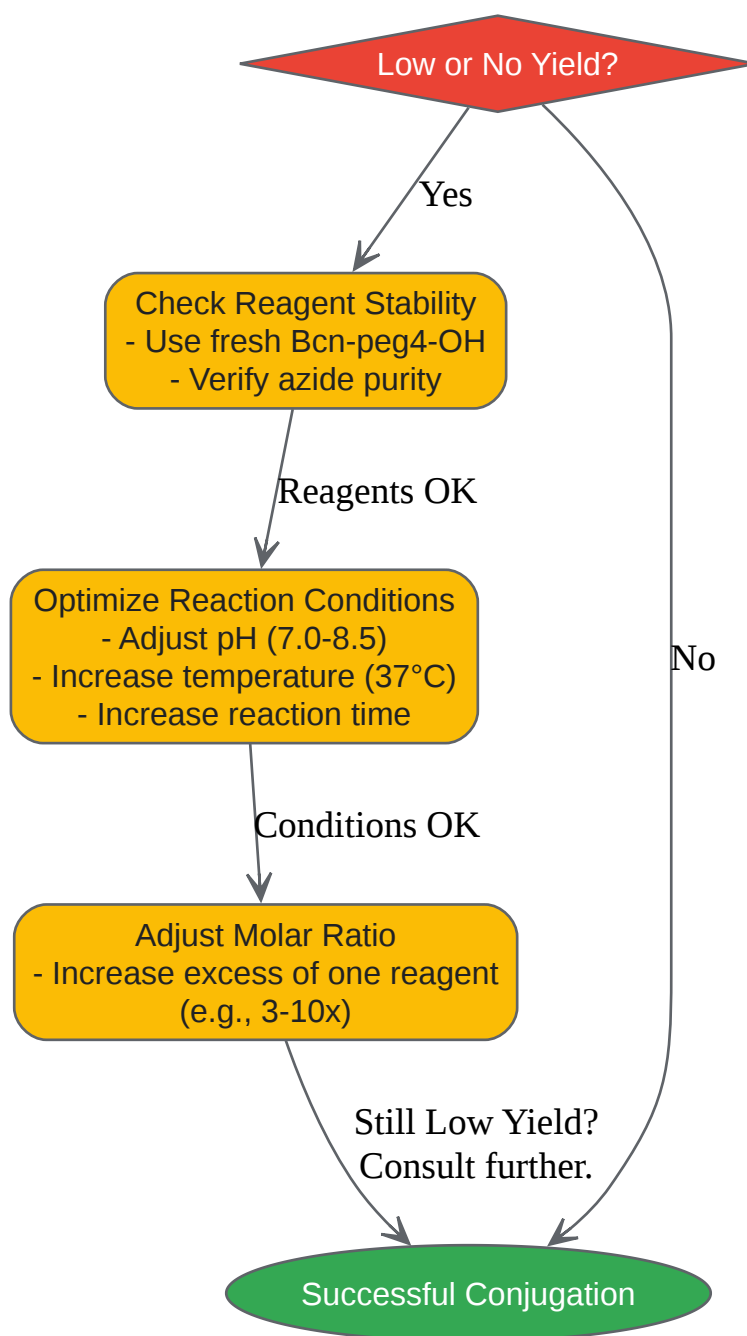 Low or No Yield?
Yes
Check Reagent Stability
- Use fresh Bcn-peg4-OH
- Verify azide purity
Reagents OK
Optimize Reaction Conditions
- Adjust pH (7.0-8.5)
- Increase temperature (37°C)
- Increase reaction time
No
Conditions OK
Adjust Molar Ratio
- Increase excess of one reagent
(e.g., 3-10x)
Still Low Yield?
Consult further.
Successful Conjugation